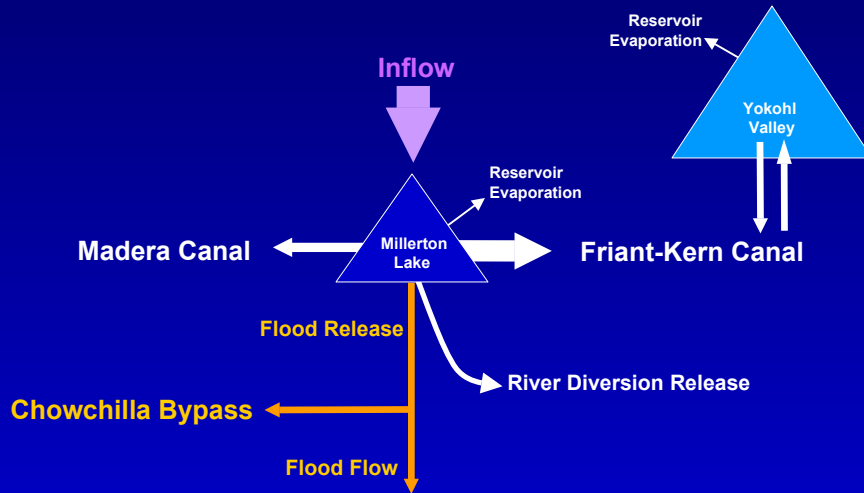 Reservoir
Evaporation
Inflow
Yokohl
Valley
Reservoir
Evaporation
Madera Canal
Millerton
Lake
Friant-Kern Canal
Flood Release
River Diversion Release
Chowchilla Bypass
Flood Flow